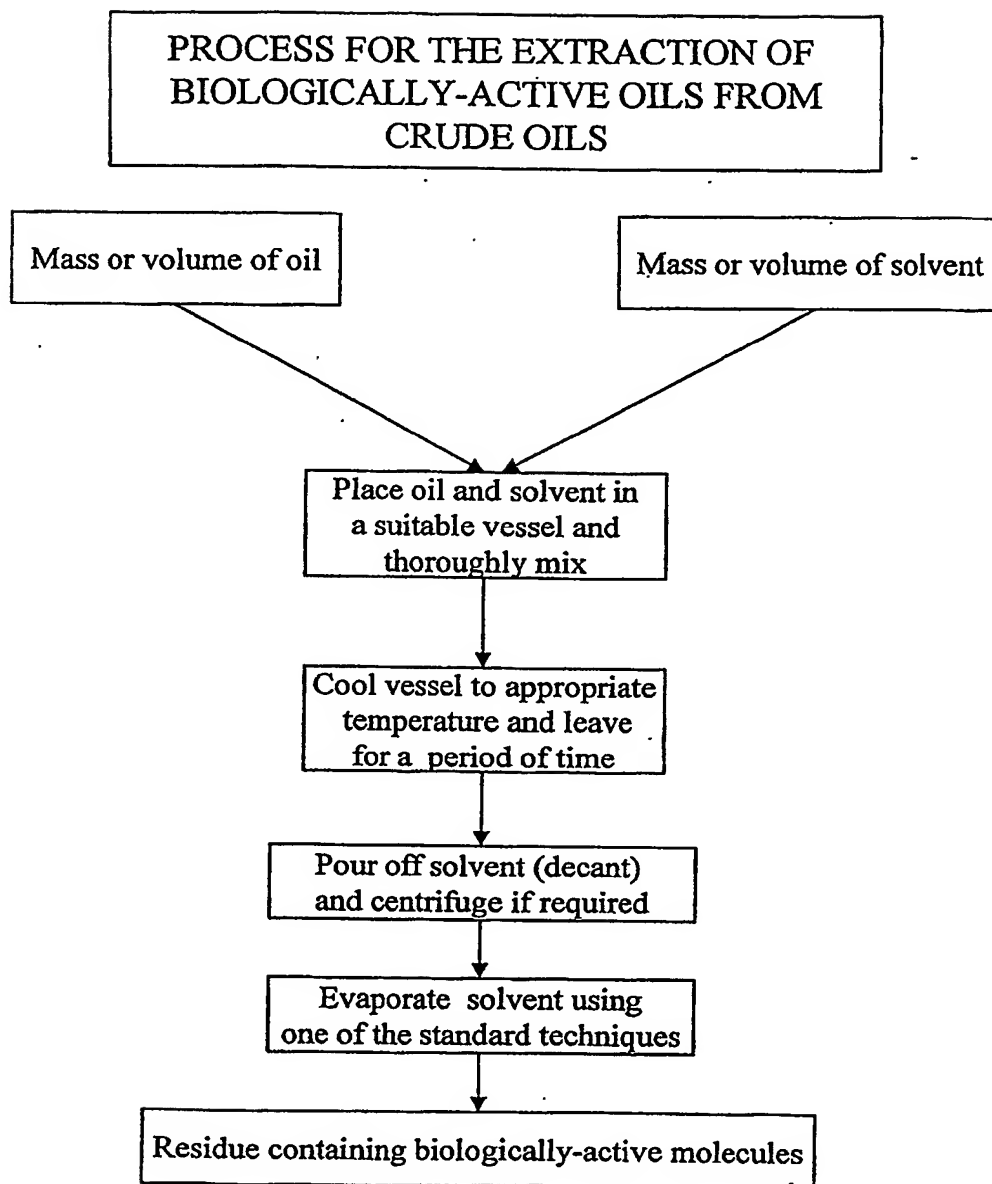 PROCESS FOR THE EXTRACTION OF
BIOLOGICALLY-ACTIVE OILS FROM
CRUDE OILS
Mass or volume of oil
Mass or volume of solvent
Place oil and solvent in
a suitable vessel and
thoroughly mix
Cool vessel to appropriate
temperature and leave
for a period of time
Pour off solvent (decant)
and centrifuge if required
Evaporate solvent using
one of the standard techniques
Residue containing biologically-active molecules